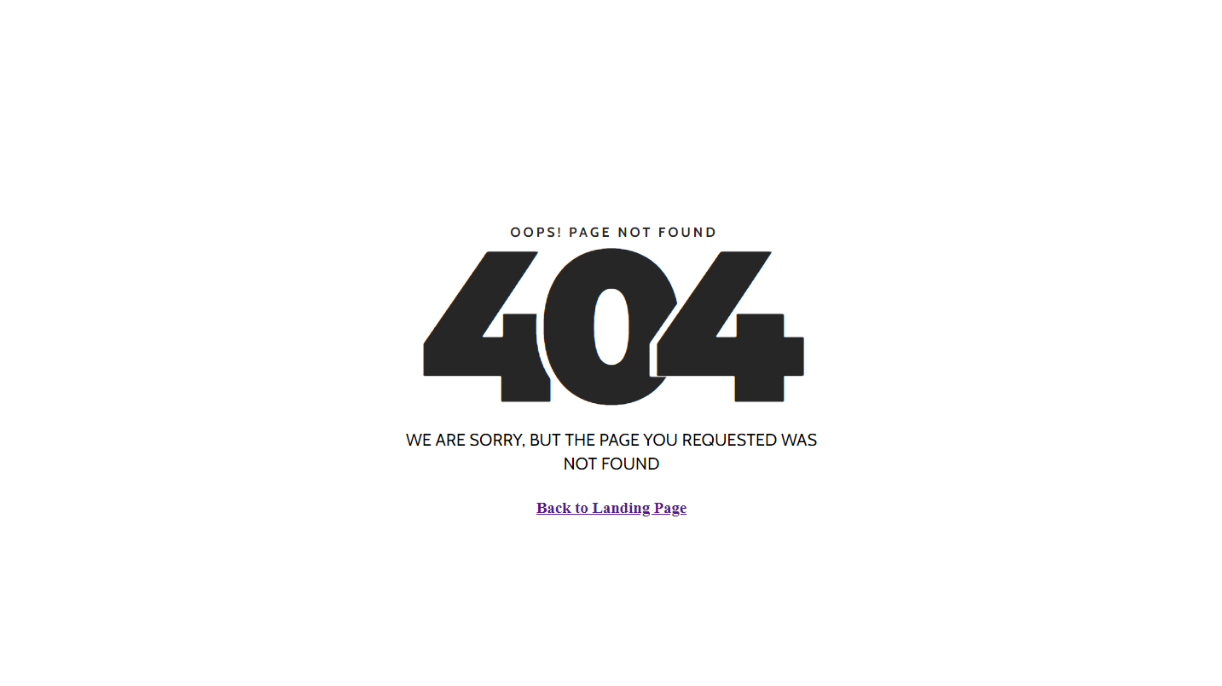 OOPS! PAGE NOT FOUND
404
WE ARE SORRY, BUT THE PAGE YOU REQUESTED WAS
NOT FOUND
Back to Landing Page